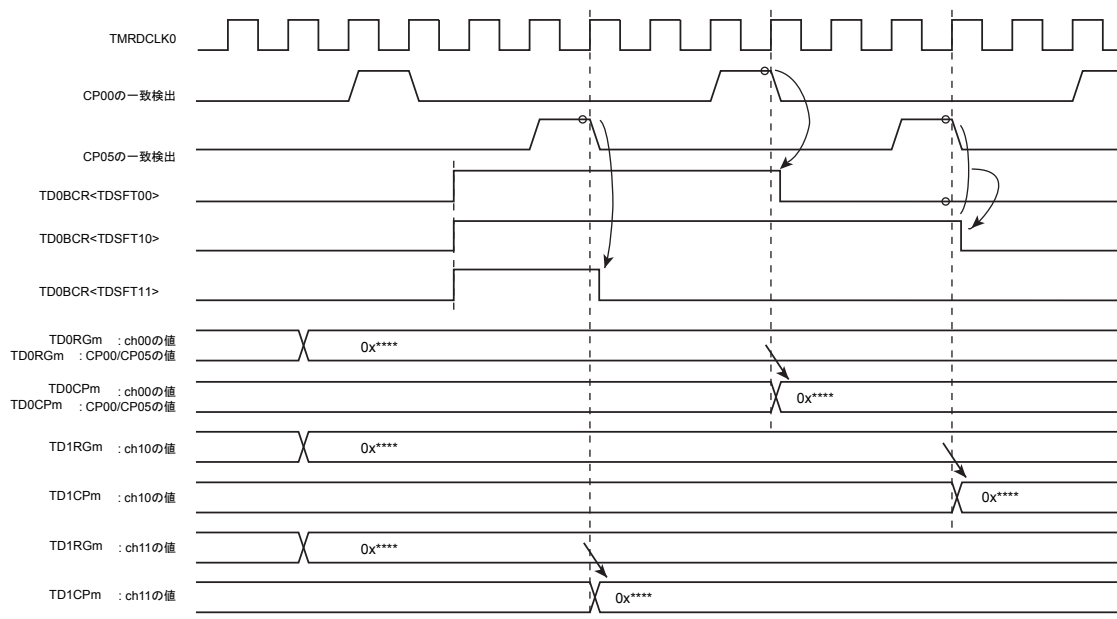 TMRDCLK0
CP00の一致検出
CP05の一致検出
TD0BCR<TDSFT00>
TD0BCR<TDSFT10>
TD0BCR<TDSFT11>
TD0RGm : ch00の値
TD0RGm : CP00/CP05の値
0x****
TD0CPm : ch00の値
TD0CPm : CP00/CP05の値
0x****
TD1RGm : ch10の値
0x****
TD1CPm : ch10の値
0x****
TD1RGm : ch11の値
0x****
TD1CPm : ch11の値
0x****